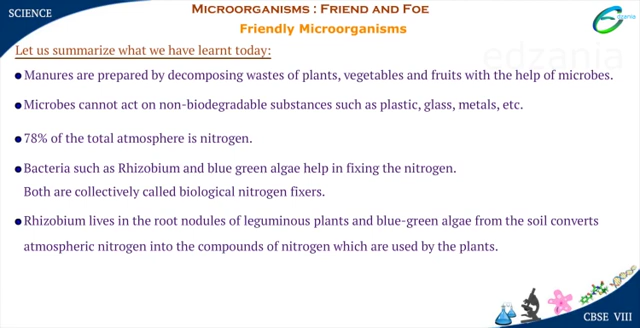 SCIENCE
MICROORGANISMS : FRIEND AND FOE
Edzania
Friendly Microorganisms
Let us summarize what we have learnt today:
edzania
Manures are prepared by decomposing wastes of plants, vegetables and fruits with the help of microbes.
Microbes cannot act on non-biodegradable substances such as plastic, glass, metals, etc.
78% of the total atmosphere is nitrogen.
Bacteria such as Rhizobium and blue green algae help in fixing the nitrogen.
Both are collectively called biological nitrogen fixers.
Rhizobium lives in the root nodules of leguminous plants and blue-green algae from the soil converts
atmospheric nitrogen into the compounds of nitrogen which are used by the plants.
CBSE VIII